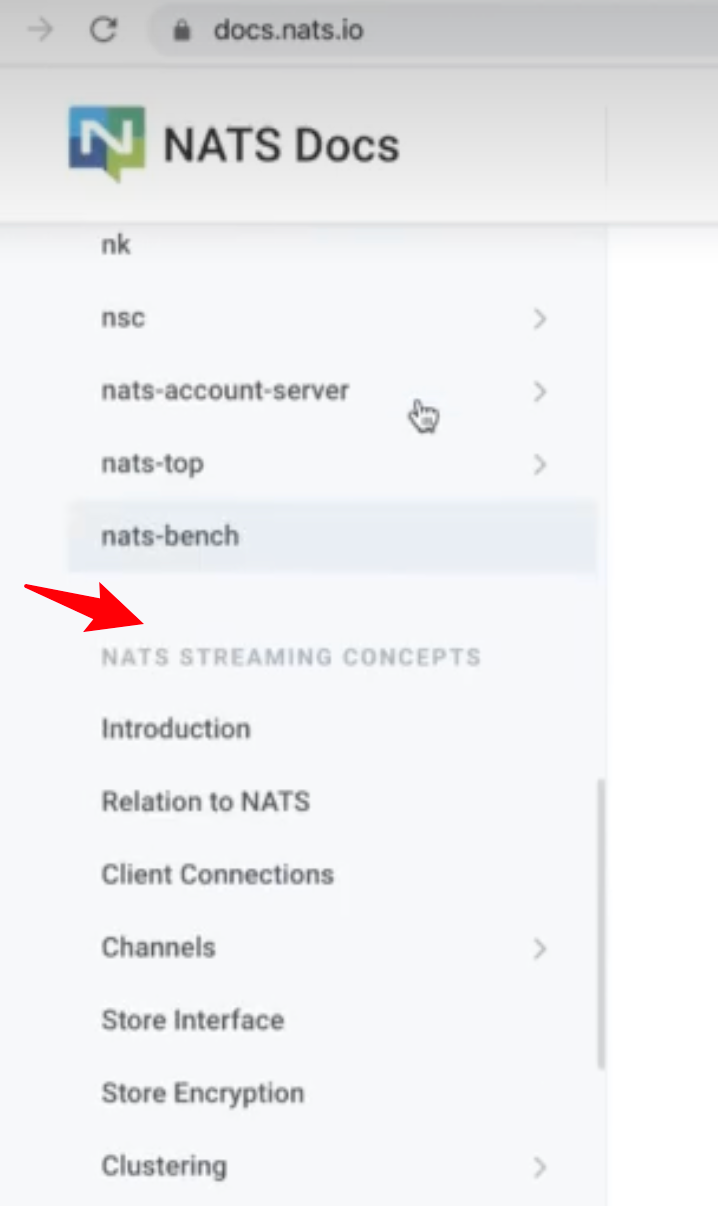 docs.nats.io
NATS Docs
nk
nsc
nats-account-server
nats-top
nats-bench
NATS STREAMING CONCEPTS
Introduction
Relation to NATS
Client Connections
Channels
Store Interface
Store Encryption
Clustering